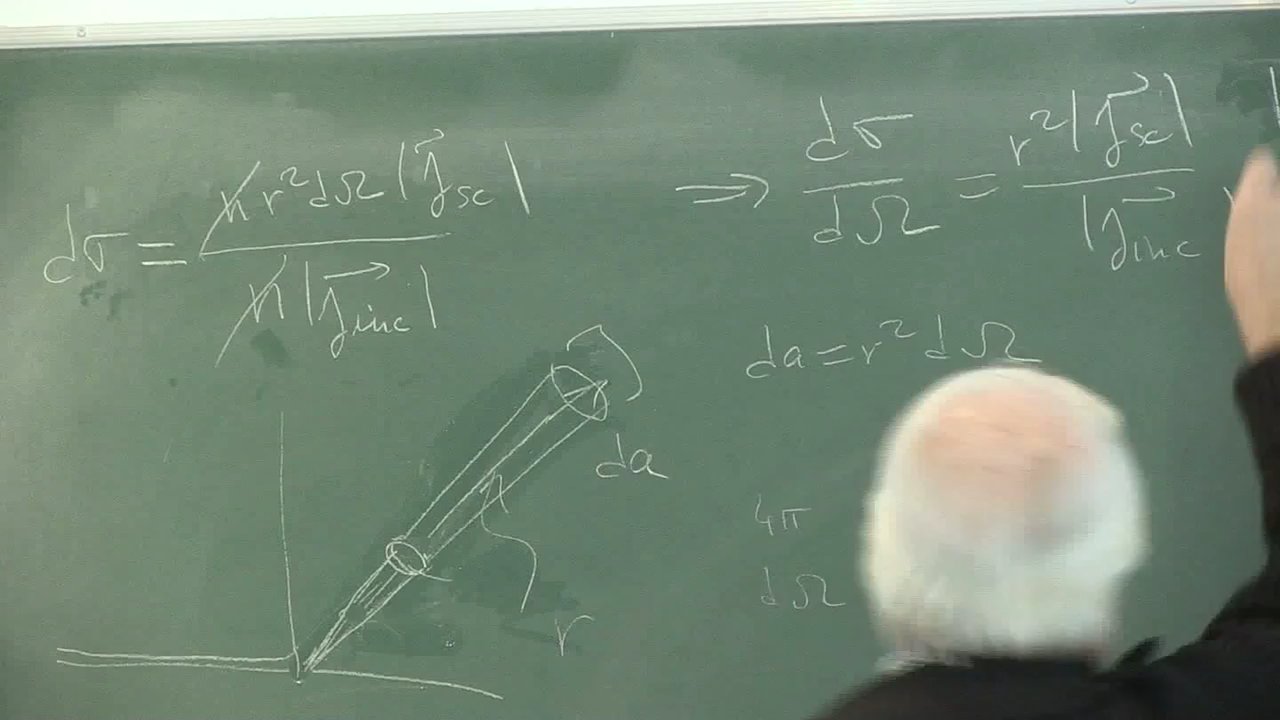 dσ = n r² dΩ |j⃗sc| / n |j⃗inc|
⇒ dσ/dΩ = r² |j⃗sc| / |j⃗inc
da = r² dΩ
da
4π
dΩ
r